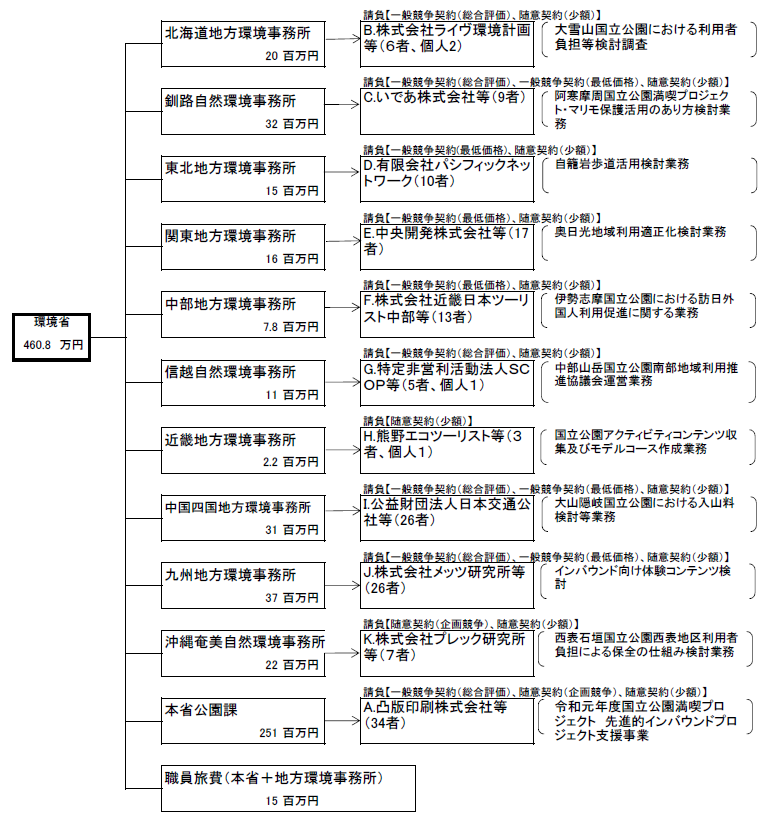 環境省
460.8 万円
北海道地方環境事務所
20 百万円
請負【一般競争契約(総合評価)、随意契約(少額)】
B.株式会社ライヴ環境計画
等(6者、個人2)
大雪山国立公園における利用者
負担等検討調査
釧路自然環境事務所
32 百万円
請負【一般競争契約(総合評価)、一般競争契約(最低価格)、随意契約(少額)】
C.いであ株式会社等(9者)
阿寒摩周国立公園満喫プロジェク
ト・マリモ保護活用のあり方検討業
務
東北地方環境事務所
15 百万円
請負【一般競争契約(最低価格)、随意契約(少額)】
D.有限会社パシフィックネッ
トワーク(10者)
自籠岩歩道活用検討業務
関東地方環境事務所
16 百万円
請負【一般競争契約(最低価格)、随意契約(少額)】
E.中央開発株式会社等(17
者)
奥日光地域利用適正化検討業務
中部地方環境事務所
7.8 百万円
請負【一般競争契約(最低価格)、随意契約(少額)】
F.株式会社近畿日本ツーリ
スト中部等(13者)
伊勢志摩国立公園における訪日外
国人利用促進に関する業務
信越自然環境事務所
11 百万円
請負【一般競争契約(総合評価)、随意契約(少額)】
G.特定非営利活動法人SC
OP等(5者、個人1)
中部山岳国立公園南部地域利用推
進協議会運営業務
近畿地方環境事務所
2.2 百万円
請負【随意契約(少額)】
H.熊野エコツーリスト等(3
者、個人1)
国立公園アクティビティコンテンツ収
集及びモデルコース作成業務
中国四国地方環境事務所
31 百万円
請負【一般競争契約(総合評価)、一般競争契約(最低価格)、随意契約(少額)】
I.公益財団法人日本交通公
社等(26者)
大山隠岐国立公園における入山料
検討等業務
九州地方環境事務所
37 百万円
請負【一般競争契約(総合評価)、一般競争契約(最低価格)、随意契約(少額)】
J.株式会社メッツ研究所等
(26者)
インバウンド向け体験コンテンツ検
討
沖縄奄美自然環境事務所
22 百万円
請負【随意契約(企画競争)、随意契約(少額)】
K.株式会社プレック研究所
等(7者)
西表石垣国立公園西表地区利用者
負担による保全の仕組み検討業務
本省公園課
251 百万円
請負【一般競争契約(総合評価)、随意契約(企画競争)、随意契約(少額)】
A.凸版印刷株式会社等
(34者)
令和元年度国立公園満喫プロ
ジェクト 先進的インバウンドプロ
ジェクト支援事業
職員旅費(本省+地方環境事務所)
15 百万円